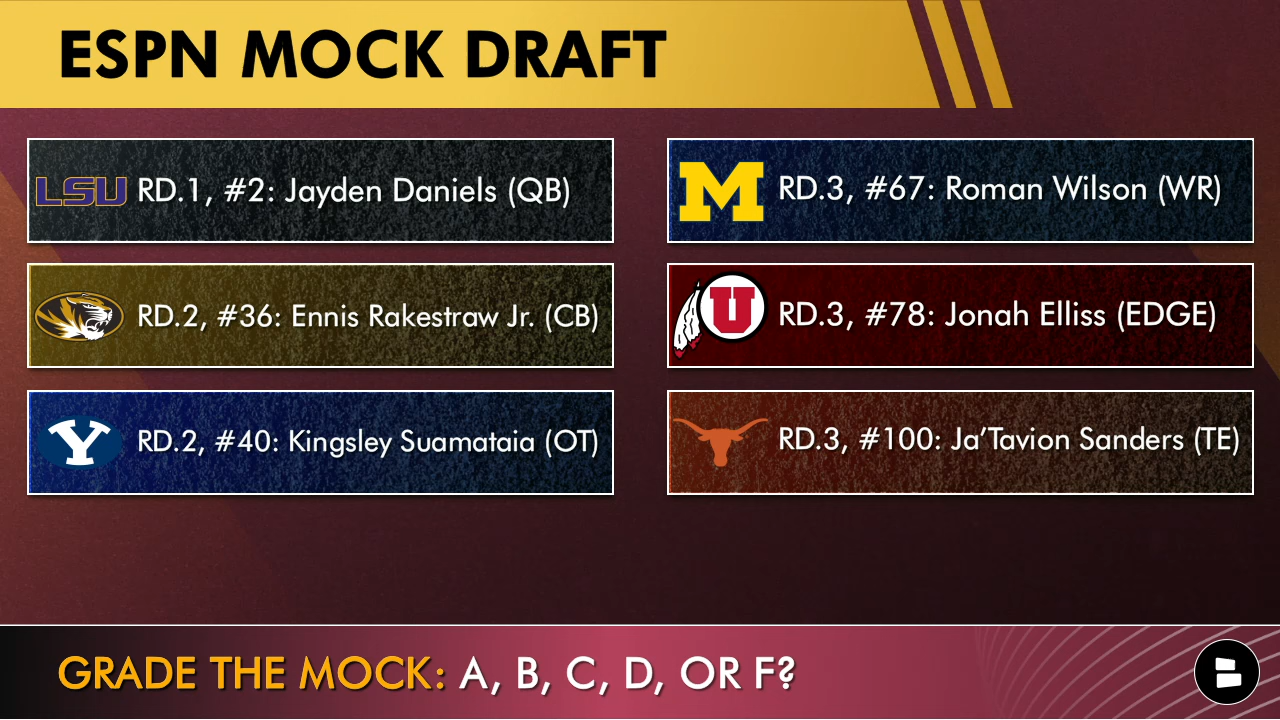 ESPN MOCK DRAFT
LSU RD.1, #2: Jayden Daniels (QB)
RD.2, #36: Ennis Rakestraw Jr. (CB)
Y RD.2, #40: Kingsley Suamataia (OT)
M RD.3, #67: Roman Wilson (WR)
U RD.3, #78: Jonah Elliss (EDGE)
RD.3, #100: Ja'Tavion Sanders (TE)
GRADE THE MOCK: A, B, C, D, OR F?